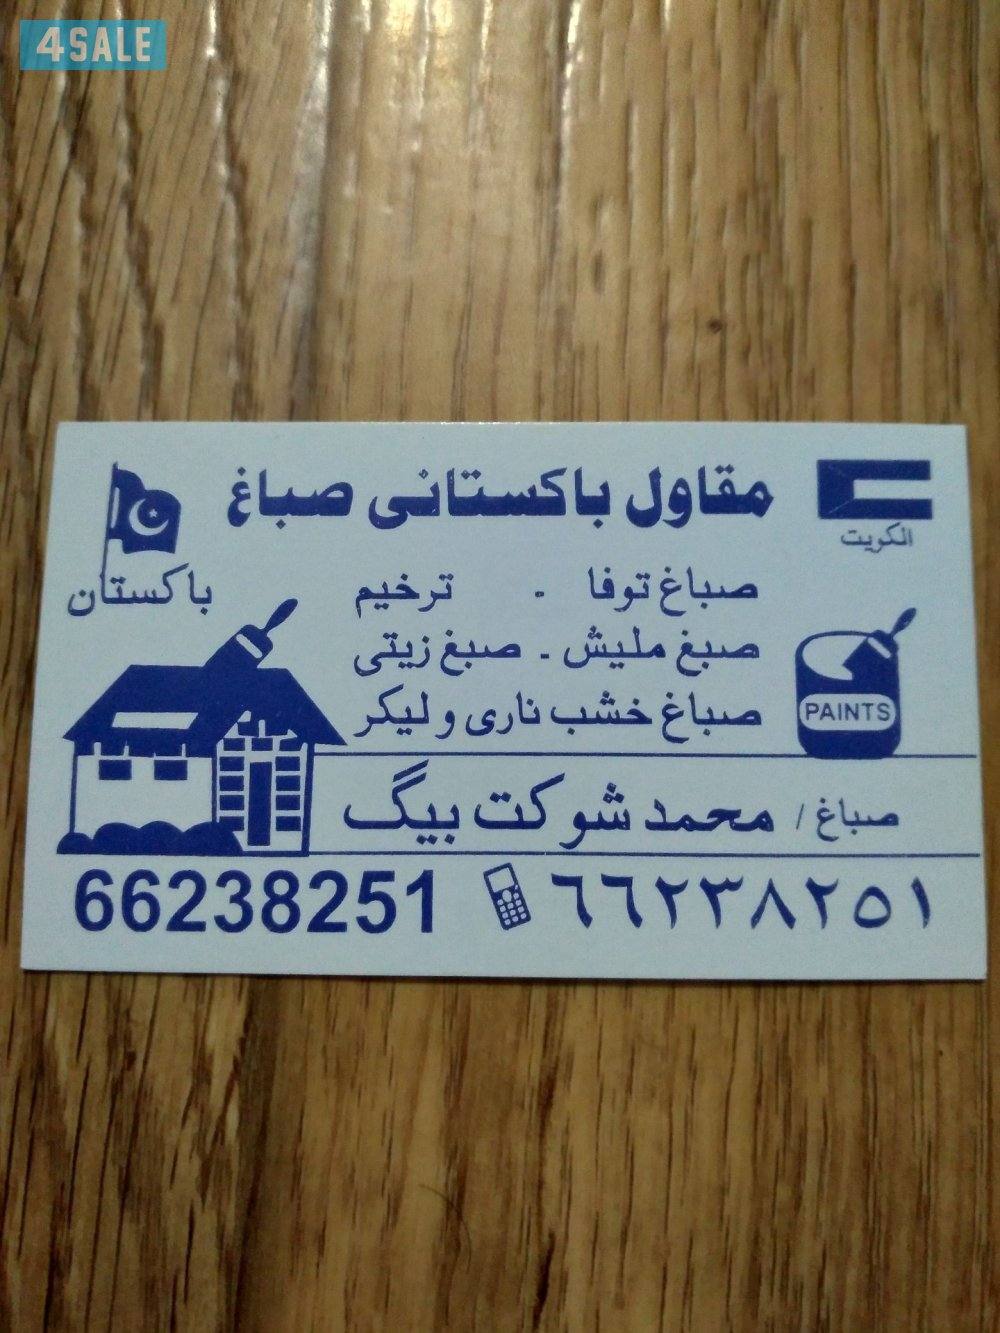 4SALE
مقاول باكستانى صباغ
الكويت
باكستان
صباغ توفا - ترخيم
صبغ مليش - صبغ زيتى
صباغ خشب نارى و ليكر
PAINTS
صباغ / محمد شوكت بيگ
66238251 ٦٦٢٣٨٢٥١